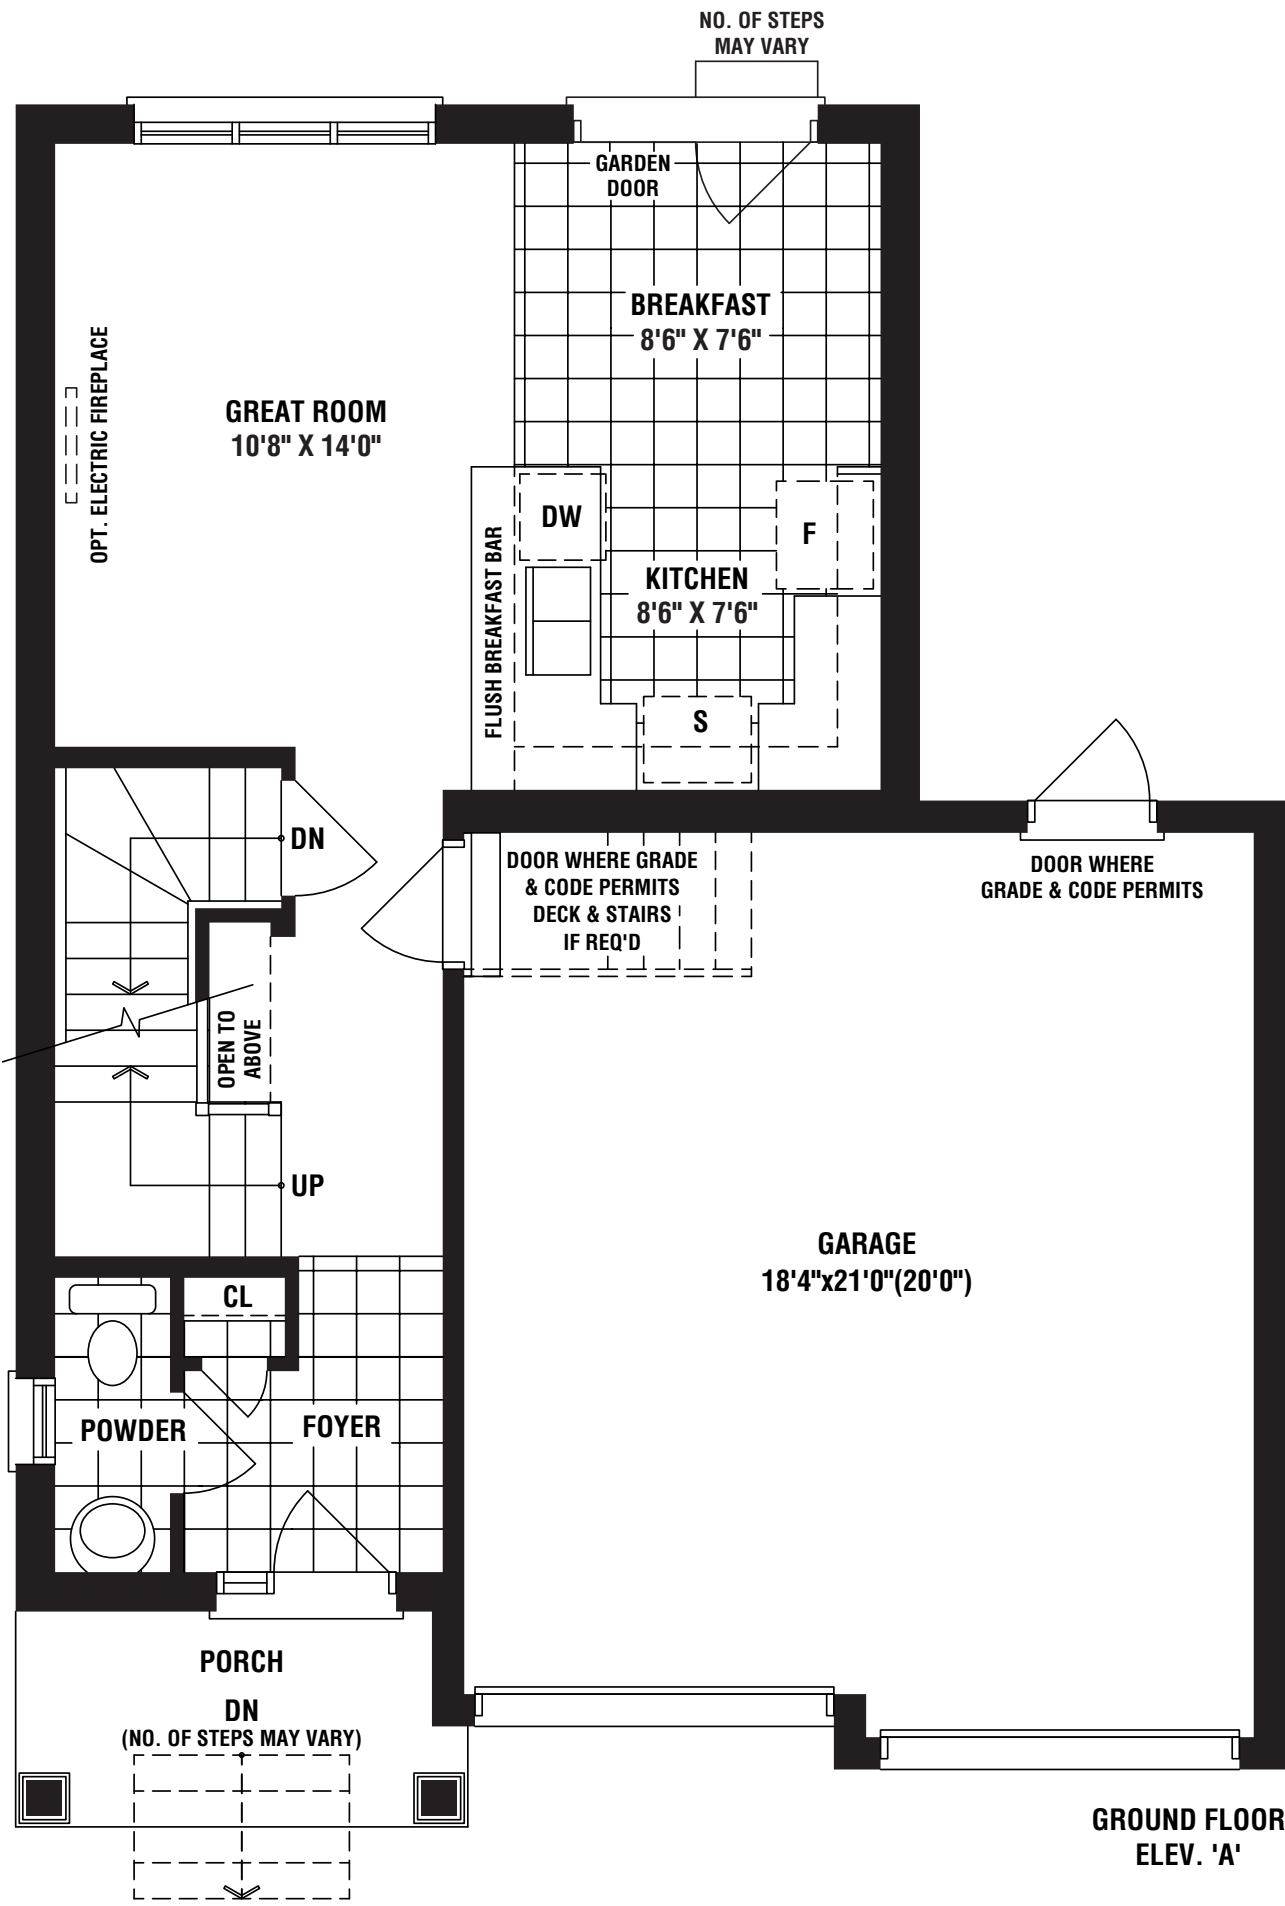 NO. OF STEPS
MAY VARY
GARDEN
DOOR
BREAKFAST
8'6" X 7'6"
OPT. ELECTRIC FIREPLACE
GREAT ROOM
10'8" X 14'0"
DW
F
FLUSH BREAKFAST BAR
KITCHEN
8'6" X 7'6"
S
DN
DOOR WHERE GRADE
& CODE PERMITS
DECK & STAIRS
IF REQ'D
DOOR WHERE
GRADE & CODE PERMITS
OPEN TO
ABOVE
UP
GARAGE
18'4"x21'0"(20'0")
CL
POWDER
FOYER
PORCH
DN
(NO. OF STEPS MAY VARY)
GROUND FLOOR
ELEV. 'A'